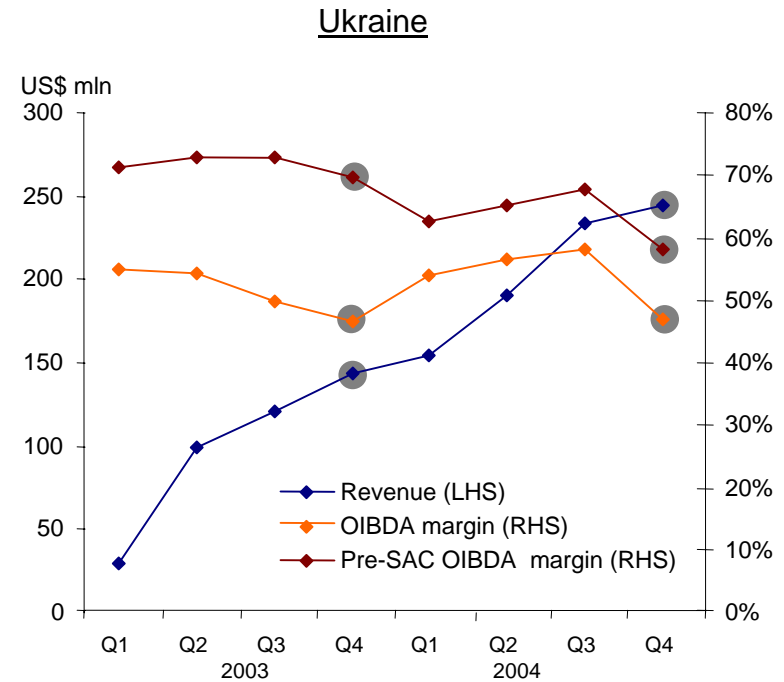 Ukraine
US$ mln
300
250
200
150
100
50
0
80%
70%
60%
50%
40%
30%
20%
10%
0%
Revenue (LHS)
OIBDA margin (RHS)
Pre-SAC OIBDA margin (RHS)
Q1 Q2 Q3 Q4 Q1 Q2 Q3 Q4
2003 2004